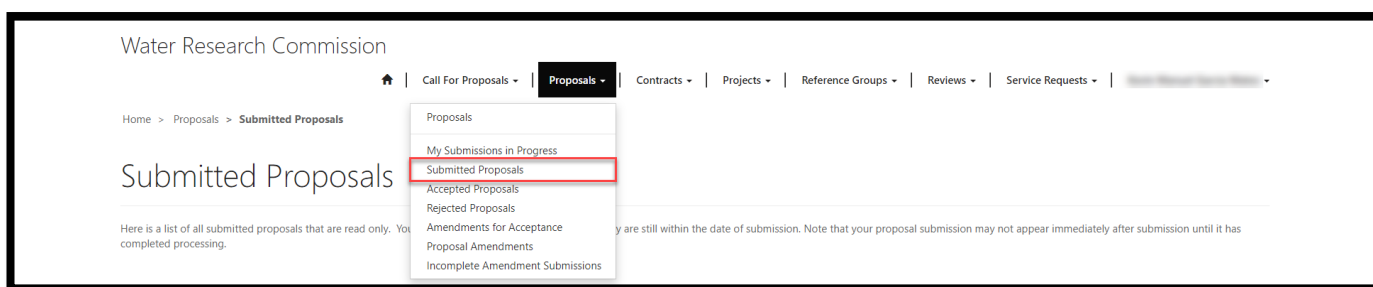 Water Research Commission
Call For Proposals | Proposals | Contracts | Projects | Reference Groups | Reviews | Service Requests |
Home > Proposals > Submitted Proposals
Proposals
My Submissions in Progress
Submitted Proposals
Accepted Proposals
Rejected Proposals
Amendments for Acceptance
Proposal Amendments
Incomplete Amendment Submissions
Submitted Proposals
Here is a list of all submitted proposals that are read only. You y are still within the date of submission. Note that your proposal submission may not appear immediately after submission until it has
completed processing.